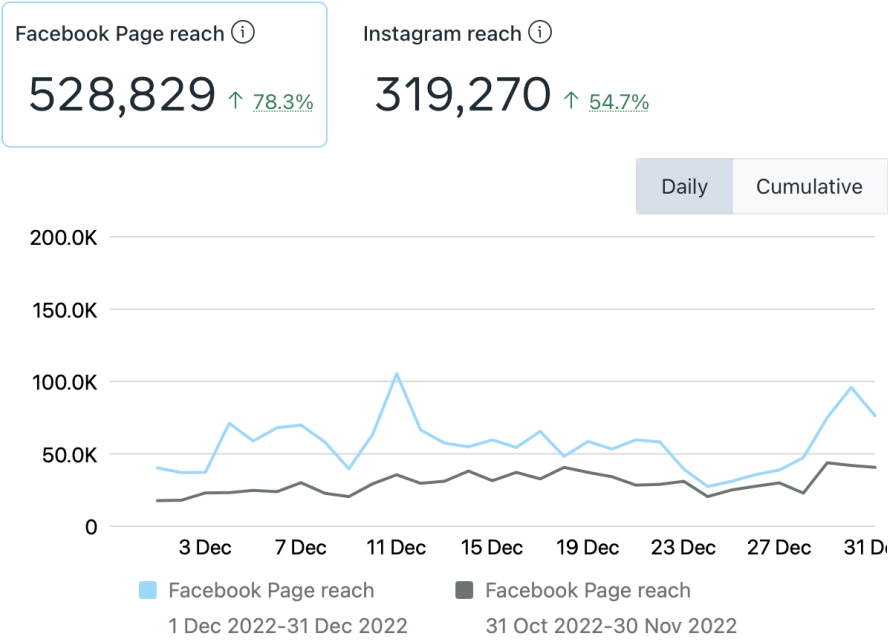 Facebook Page reach
Instagram reach
528,829 ↑ 78.3%
319,270 ↑ 54.7%
Daily
Cumulative
200.0K
150.0K
100.0K
50.0K
0
3 Dec 7 Dec 11 Dec 15 Dec 19 Dec 23 Dec 27 Dec 31 De
Facebook Page reach
1 Dec 2022-31 Dec 2022
Facebook Page reach
31 Oct 2022-30 Nov 2022